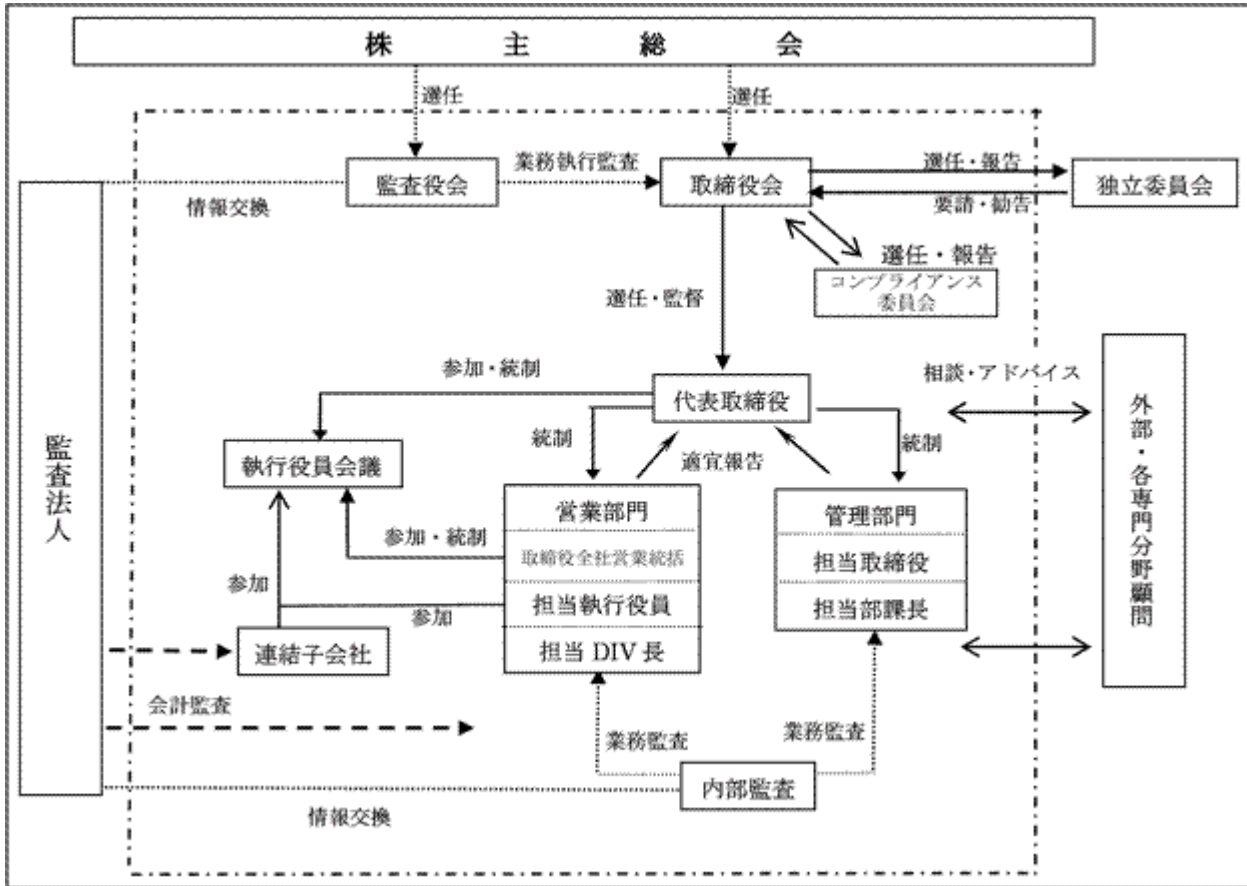 株主総会
選任
選任
監査役会
業務執行監査
取締役会
選任・報告
要請・勧告
独立委員会
情報交換
選任・報告
コンプライアンス
委員会
選任・監督
参加・統制
代表取締役
相談・アドバイス
統制
適宜報告
統制
執行役員会議
監査法人
外部・各専門分野顧問
営業部門
取締役全社営業統括
担当執行役員
担当 DIV 長
管理部門
担当取締役
担当部課長
参加・統制
参加
参加
連結子会社
会計監査
業務監査
業務監査
内部監査
情報交換